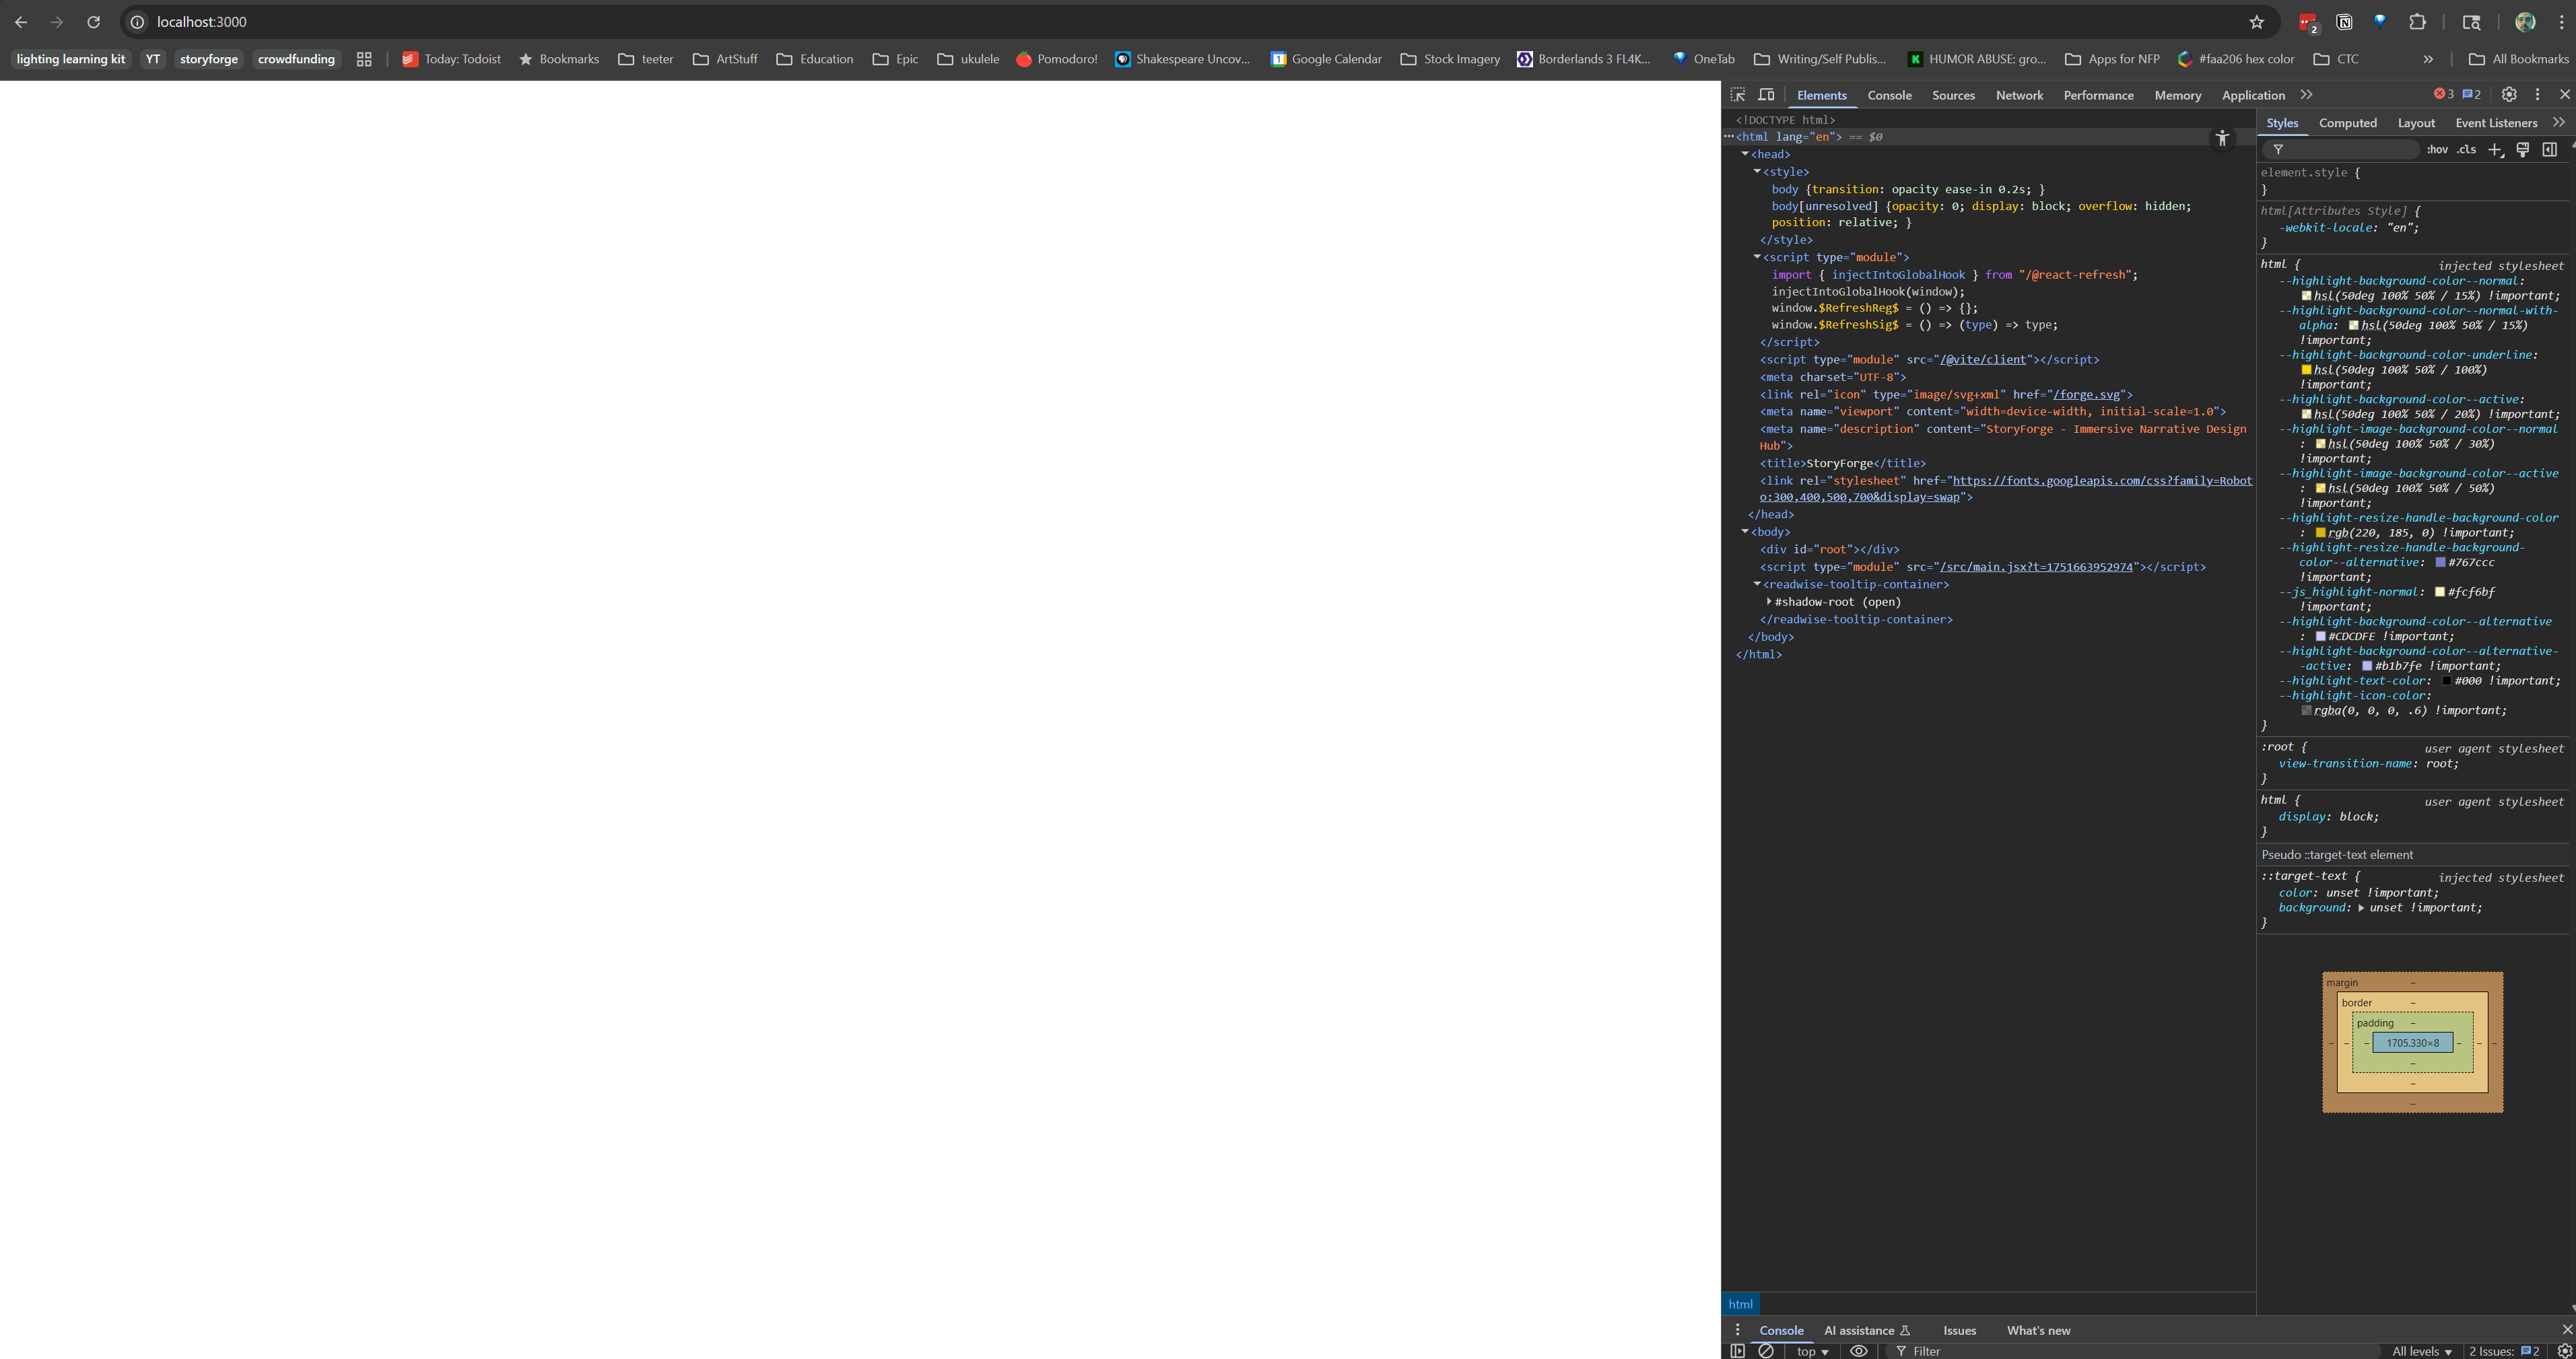 localhost:3000
2
lighting learning kit YT storyforge crowdfunding Today: Todoist Bookmarks teeter ArtStuff Education Epic ukulele Pomodoro! Shakespeare Uncov... 1 Google Calendar Stock Imagery Borderlands 3 FL4K... OneTab Writing/Self Publis... K HUMOR ABUSE: gro... Apps for NFP #faa206 hex color CTC » All Bookmarks
Elements Console Sources Network Performance Memory Application » 3 2
<!DOCTYPE html>
<html lang="en"> == $0
<head>
<style>
body {transition: opacity ease-in 0.2s; }
body[unresolved] {opacity: 0; display: block; overflow: hidden;
position: relative; }
</style>
<script type="module">
import { injectIntoGlobalHook } from "/@react-refresh";
injectIntoGlobalHook(window);
window.$RefreshReg$ = () => {};
window.$RefreshSig$ = () => (type) => type;
</script>
<script type="module" src="/@vite/client"></script>
<meta charset="UTF-8">
<link rel="icon" type="image/svg+xml" href="/forge.svg">
<meta name="viewport" content="width=device-width, initial-scale=1.0">
<meta name="description" content="StoryForge - Immersive Narrative Design
Hub">
<title>StoryForge</title>
<link rel="stylesheet" href="https://fonts.googleapis.com/css?family=Robot
o:300,400,500,700&display=swap">
</head>
<body>
<div id="root"></div>
<script type="module" src="/src/main.jsx?t=1751663952974"></script>
<readwise-tooltip-container>
#shadow-root (open)
</readwise-tooltip-container>
</body>
</html>
html
Styles Computed Layout Event Listeners »
:hov .cls
element.style {
}
html[Attributes Style] {
-webkit-locale: "en";
}
html { injected stylesheet
--highlight-background-color--normal:
hsl(50deg 100% 50% / 15%) !important;
--highlight-background-color--normal-with-
alpha: hsl(50deg 100% 50% / 15%)
!important;
--highlight-background-color-underline:
hsl(50deg 100% 50% / 100%)
!important;
--highlight-background-color--active:
hsl(50deg 100% 50% / 20%) !important;
--highlight-image-background-color--normal
: hsl(50deg 100% 50% / 30%)
!important;
--highlight-image-background-color--active
: hsl(50deg 100% 50% / 50%)
!important;
--highlight-resize-handle-background-color
: rgb(220, 185, 0) !important;
--highlight-resize-handle-background-
color--alternative: #767ccc
!important;
--js_highlight-normal: #fcf6bf
!important;
--highlight-background-color--alternative
: #CDCDFE !important;
--highlight-background-color--alternative-
-active: #b1b7fe !important;
--highlight-text-color: #000 !important;
--highlight-icon-color:
rgba(0, 0, 0, .6) !important;
}
:root { user agent stylesheet
view-transition-name: root;
}
html { user agent stylesheet
display: block;
}
Pseudo ::target-text element
::target-text { injected stylesheet
color: unset !important;
background: unset !important;
}
margin –
border –
padding –
– – – 1705.330×8 – – –
–
–
–
Console AI assistance Issues What's new
top Filter All levels 2 Issues: 2